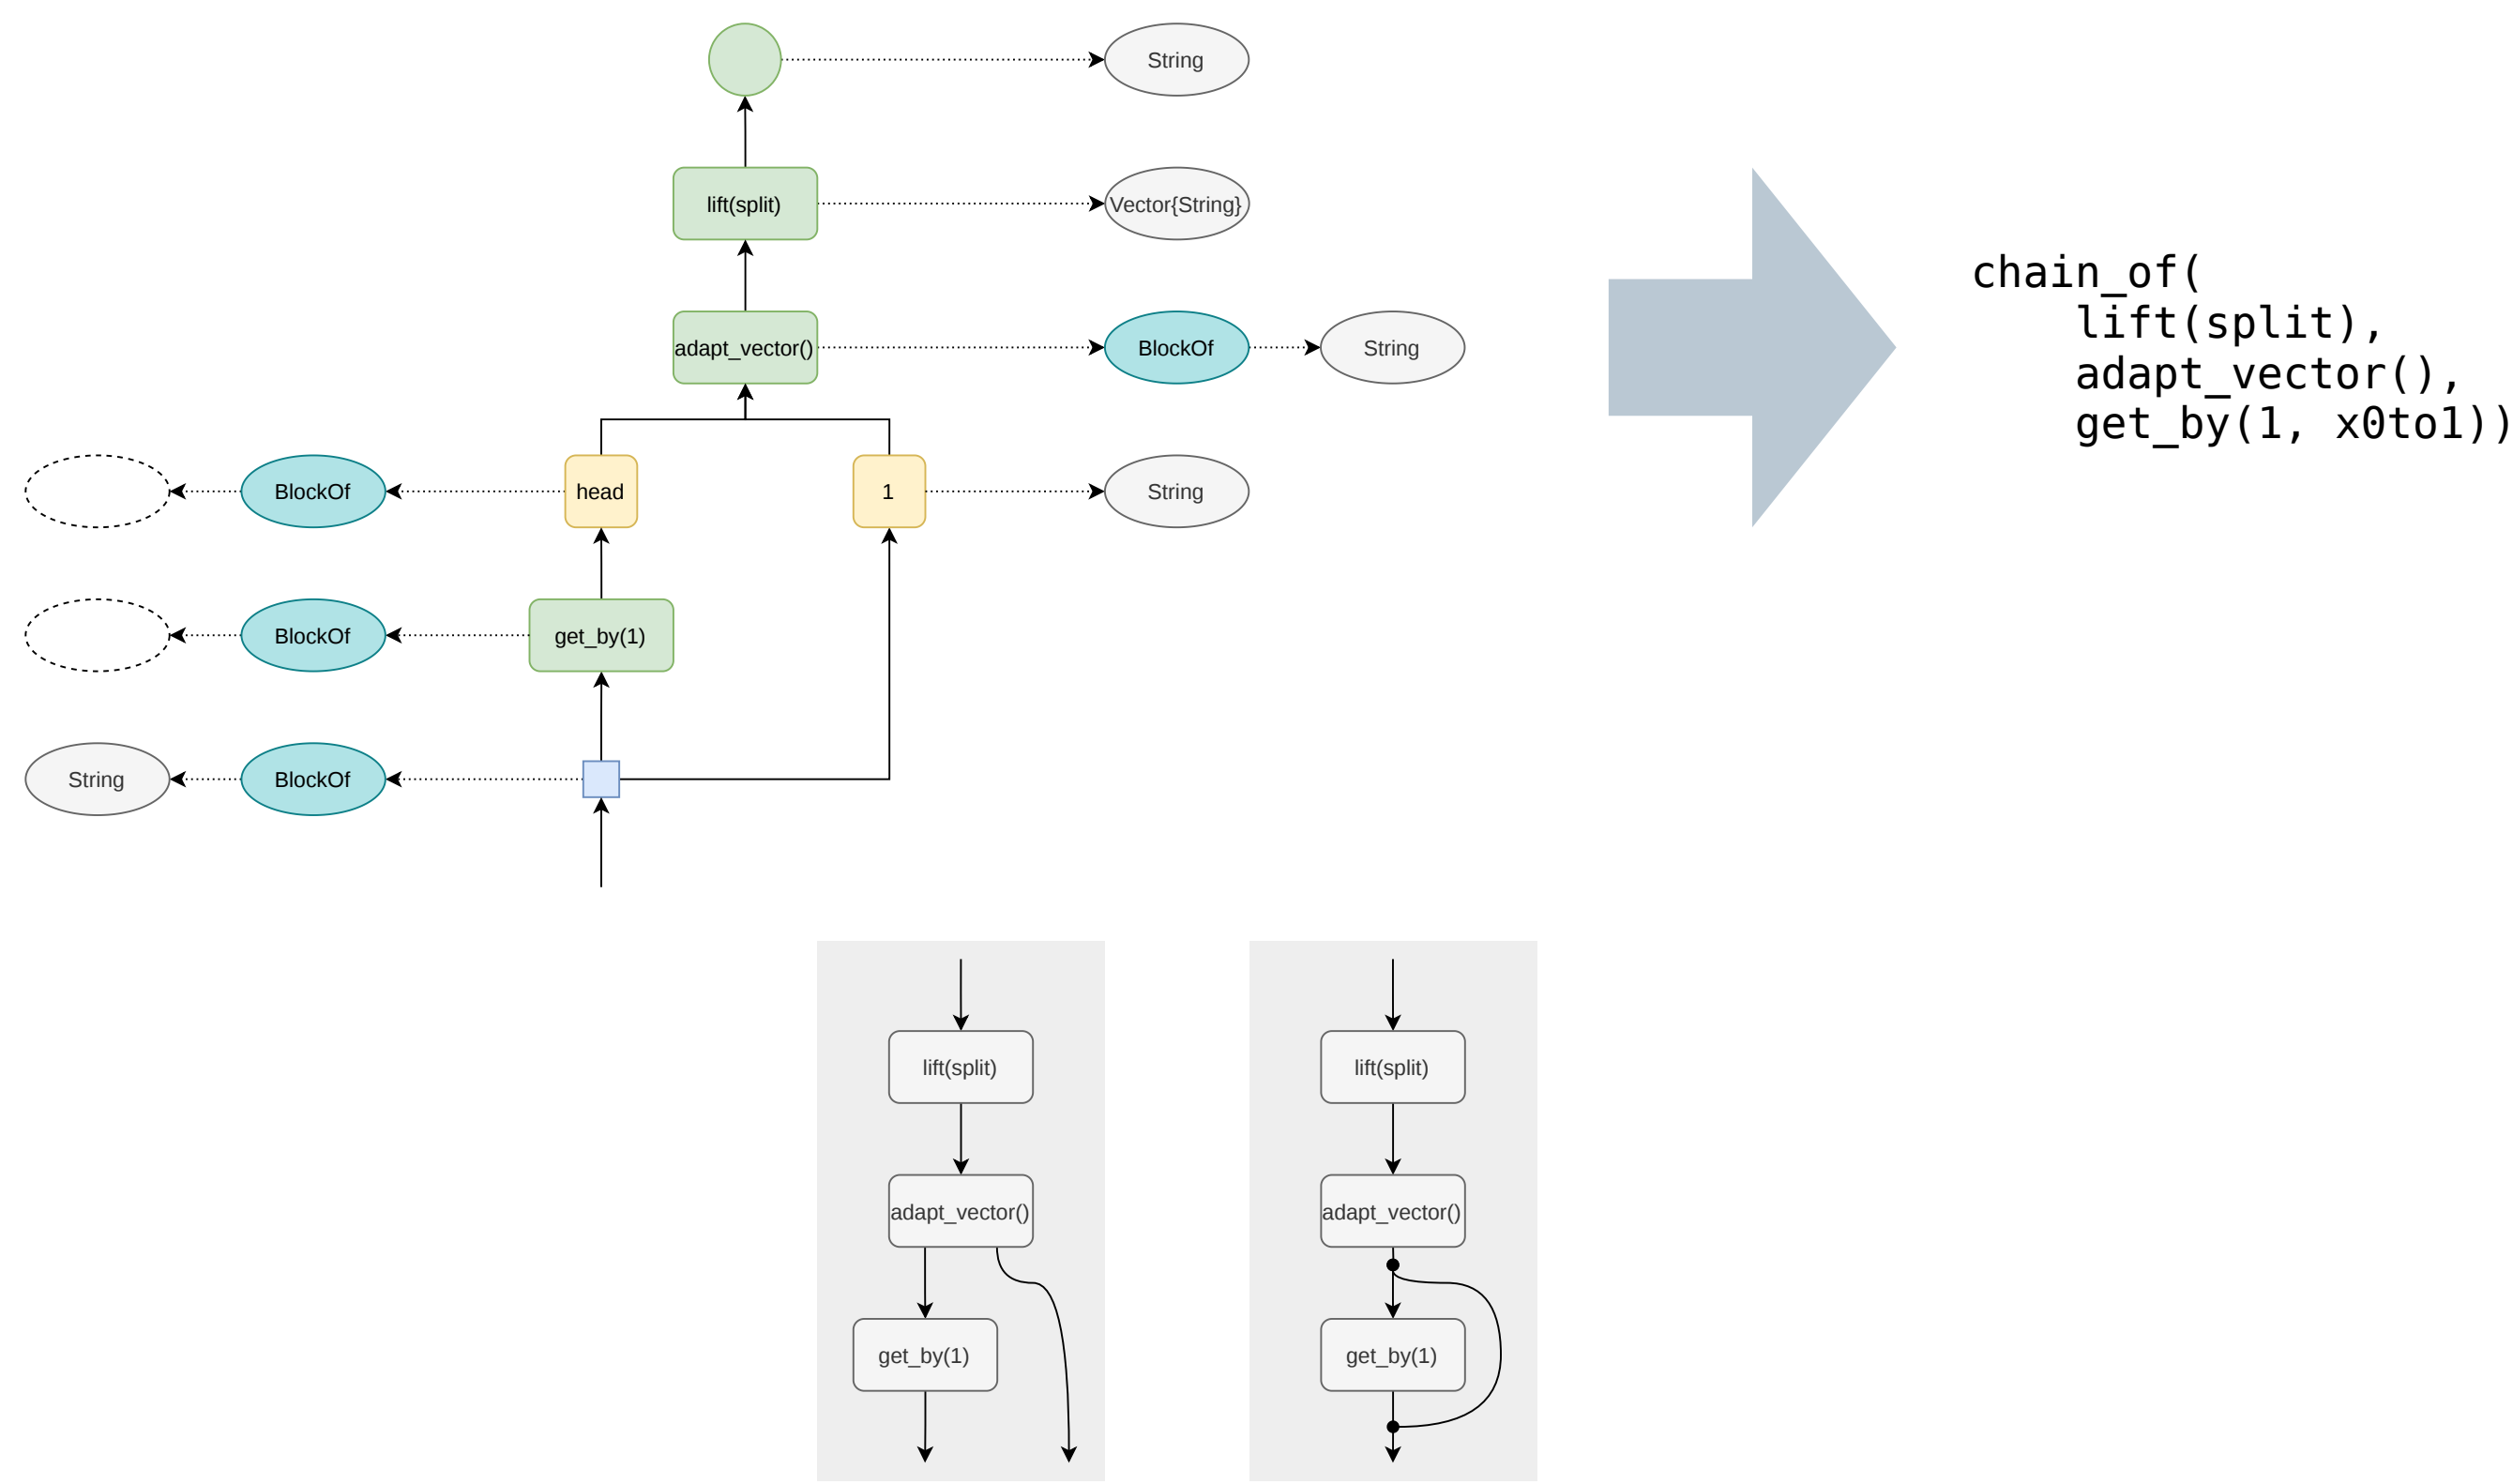 String
lift(split)
Vector{String}
adapt_vector()
BlockOf
String
chain_of(
    lift(split),
    adapt_vector(),
    get_by(1, x0to1))
BlockOf
head
1
String
BlockOf
get_by(1)
String
BlockOf
lift(split)
adapt_vector()
get_by(1)
lift(split)
adapt_vector()
get_by(1)